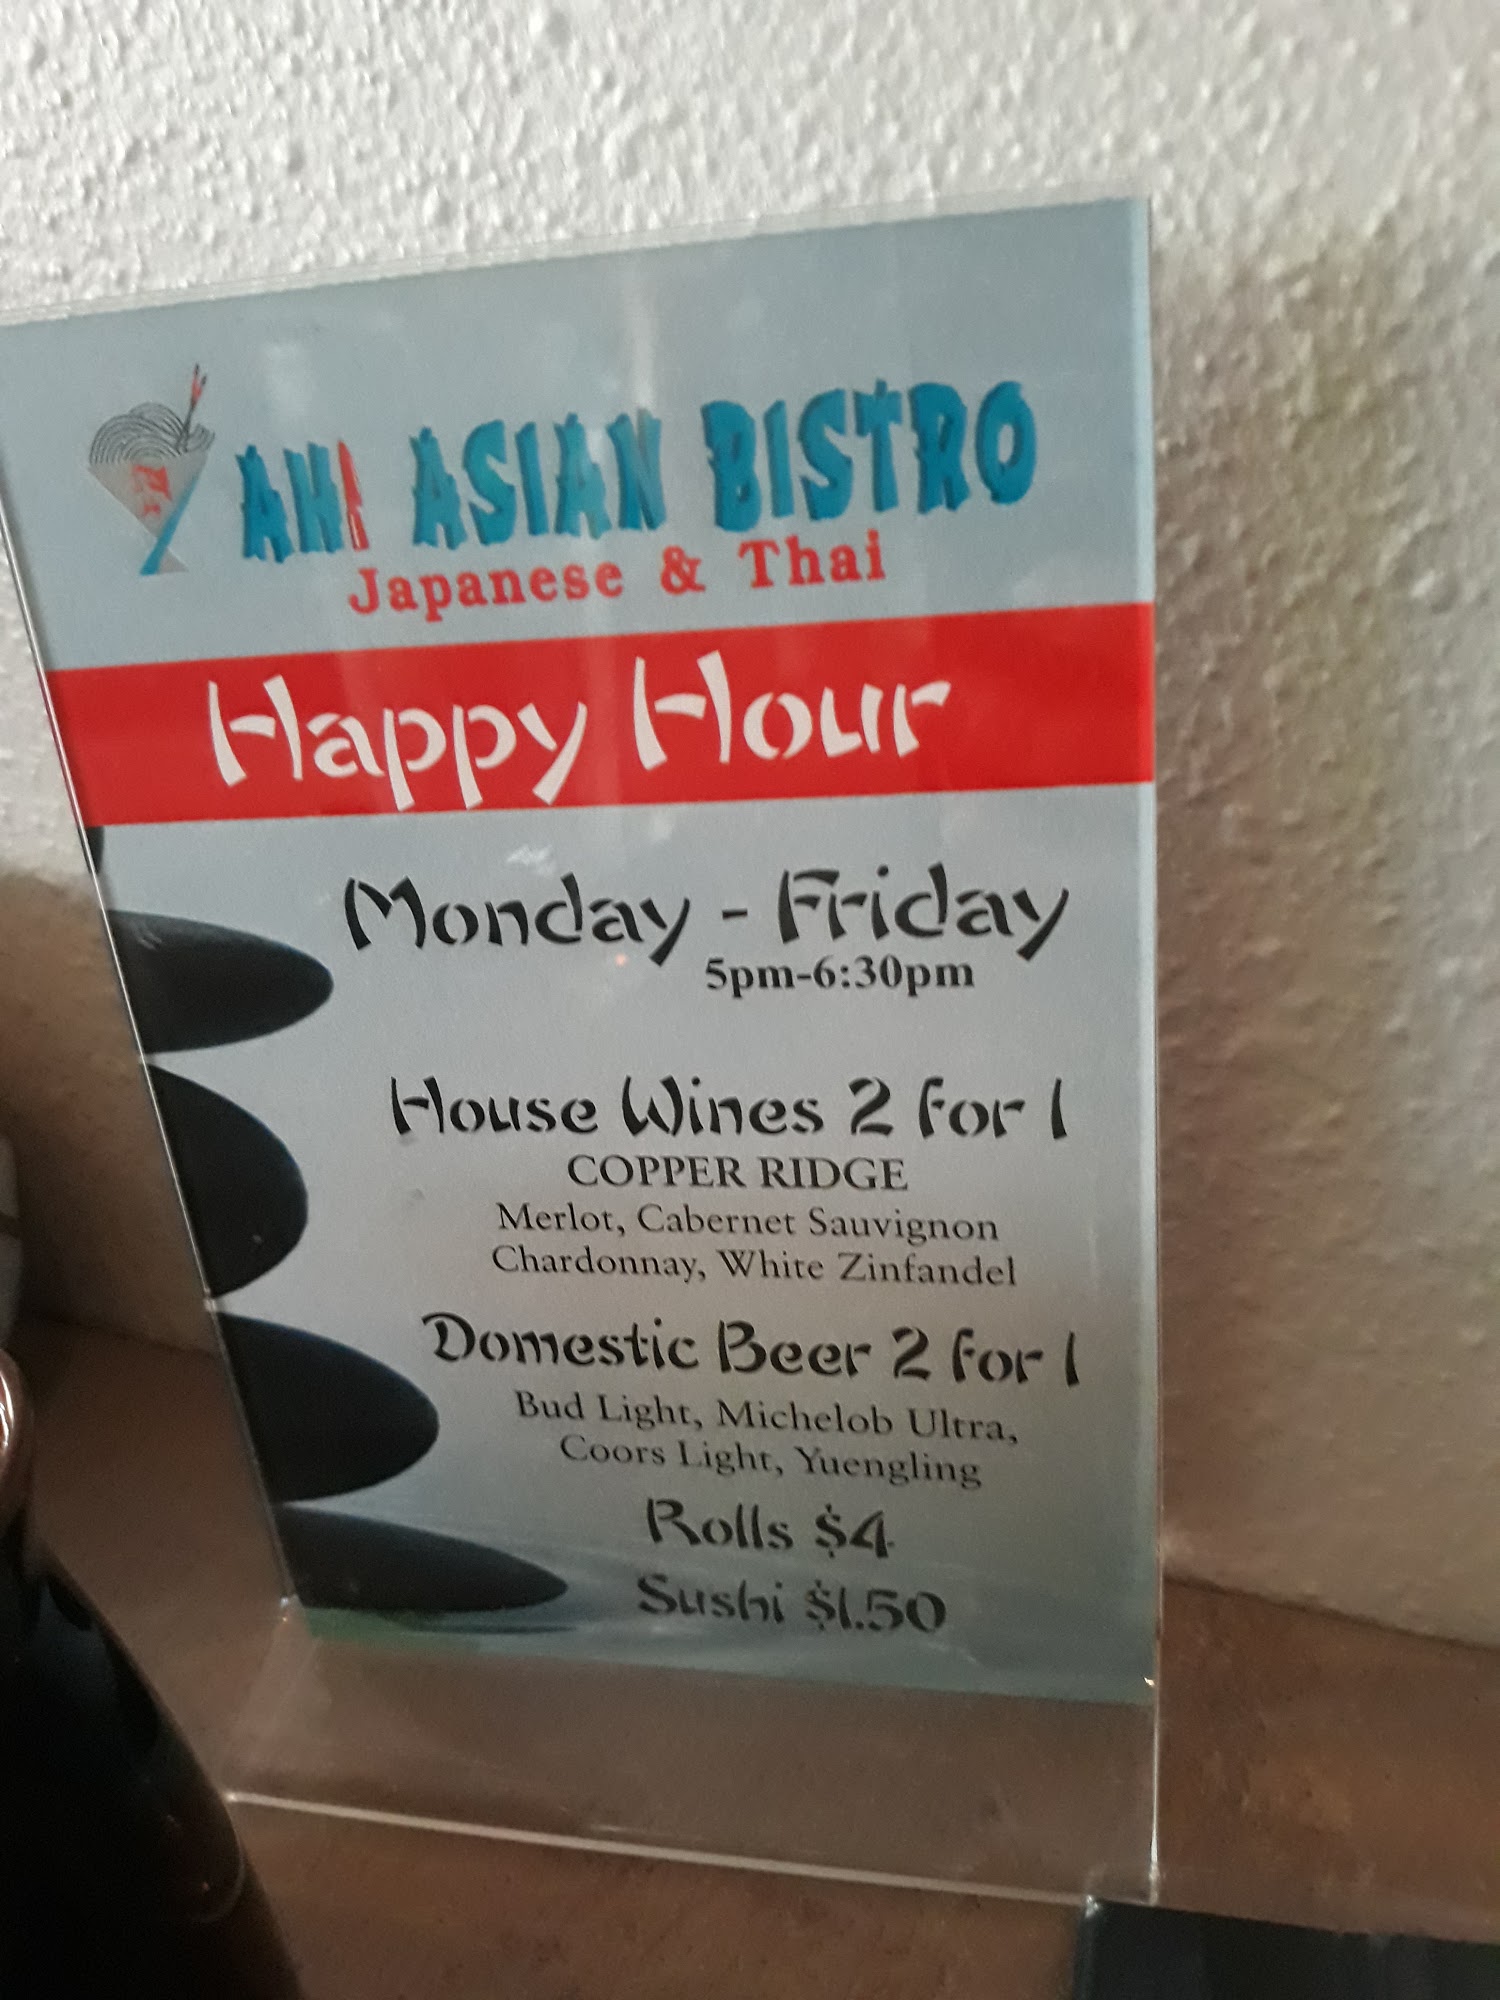 AHI ASIAN BISTRO
Japanese & Thai
Happy Hour
Monday - Friday
5pm-6:30pm
House Wines 2 for 1
COPPER RIDGE
Merlot, Cabernet Sauvignon
Chardonnay, White Zinfandel
Domestic Beer 2 for 1
Bud Light, Michelob Ultra,
Coors Light, Yuengling
Rolls $4
Sushi $1.50